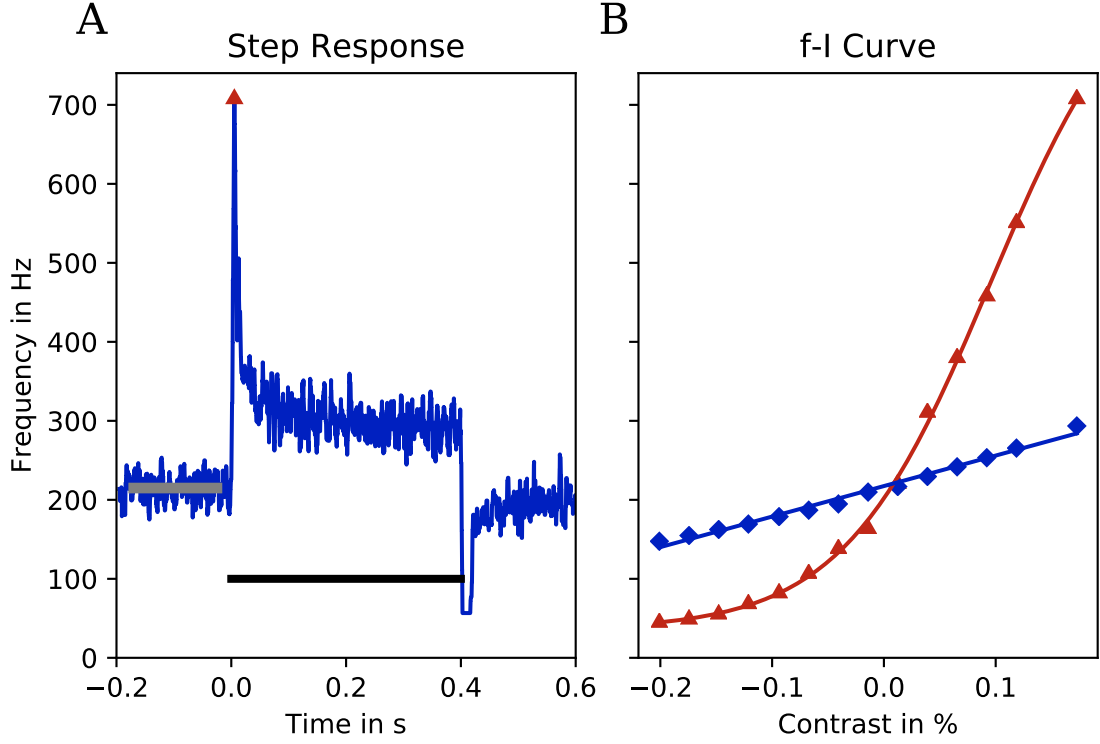 A
Step Response
Frequency in Hz
700
600
500
400
300
200
100
0
−0.2
0.0
0.2
0.4
0.6
Time in s
B
f-I Curve
−0.2
−0.1
0.0
0.1
Contrast in %